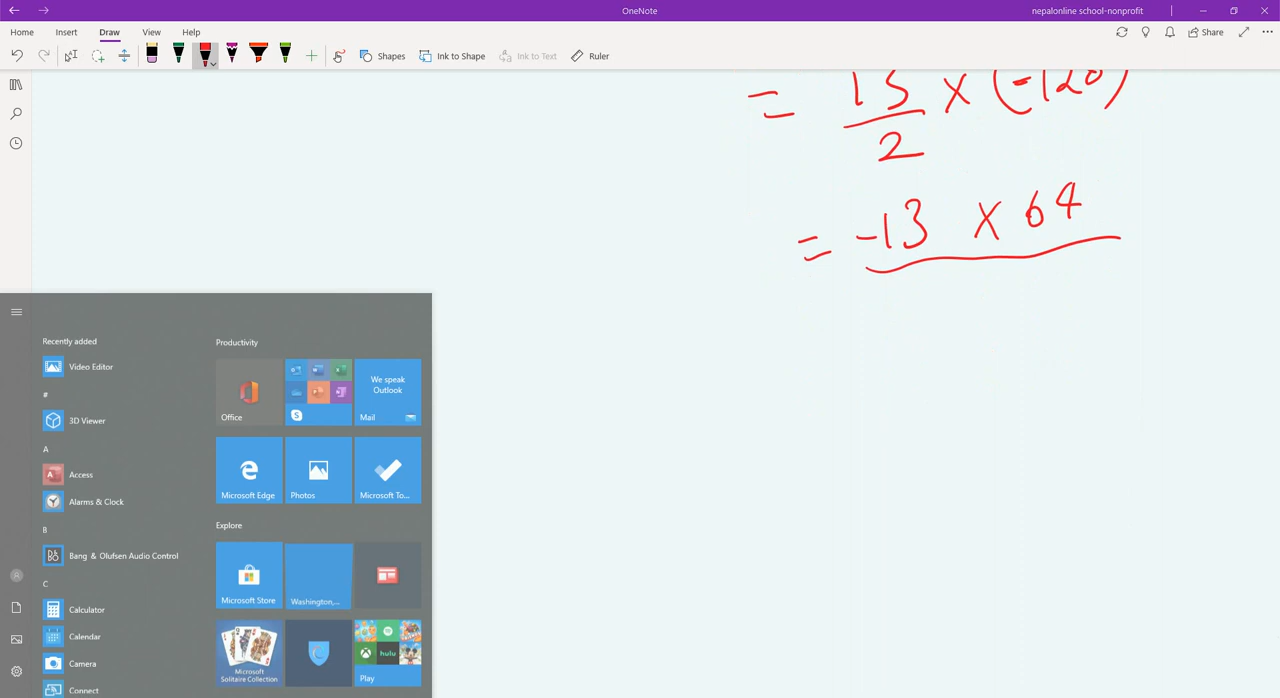 OneNote
nepalonline school-nonprofit
Home Insert Draw View Help
Share
Shapes Ink to Shape Ink to Text Ruler
= 13/2 × (-128)
= -13 × 64
Recently added
Video Editor
#
3D Viewer
A
Access
Alarms & Clock
B
Bang & Olufsen Audio Control
C
Calculator
Calendar
Camera
Connect
Productivity
Office
We speak
Outlook
Mail
Microsoft Edge
Photos
Microsoft To...
Explore
Microsoft Store
Washington,...
Microsoft
Solitaire Collection
hulu
Play